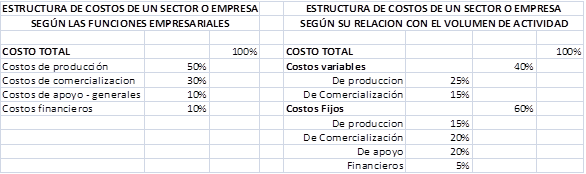 ESTRUCTURA DE COSTOS DE UN SECTOR O EMPRESA
SEGÚN LAS FUNCIONES EMPRESARIALES
COSTO TOTAL 100%
Costos de producción 50%
Costos de comercializacion 30%
Costos de apoyo - generales 10%
Costos financieros 10%
ESTRUCTURA DE COSTOS DE UN SECTOR O EMPRESA
SEGÚN SU RELACION CON EL VOLUMEN DE ACTIVIDAD
COSTO TOTAL 100%
Costos variables 40%
De produccion 25%
De Comercialización 15%
Costos Fijos 60%
De produccion 15%
De Comercialización 20%
De apoyo 20%
Financieros 5%